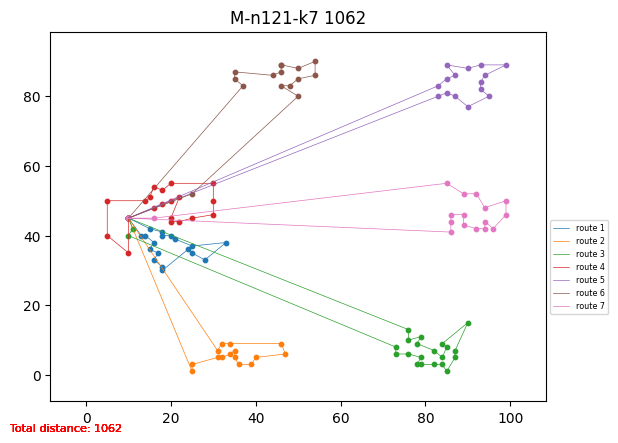 M-n121-k7 1062
80
60
40
20
0
0 20 40 60 80 100
route 1
route 2
route 3
route 4
route 5
route 6
route 7
Total distance: 1062